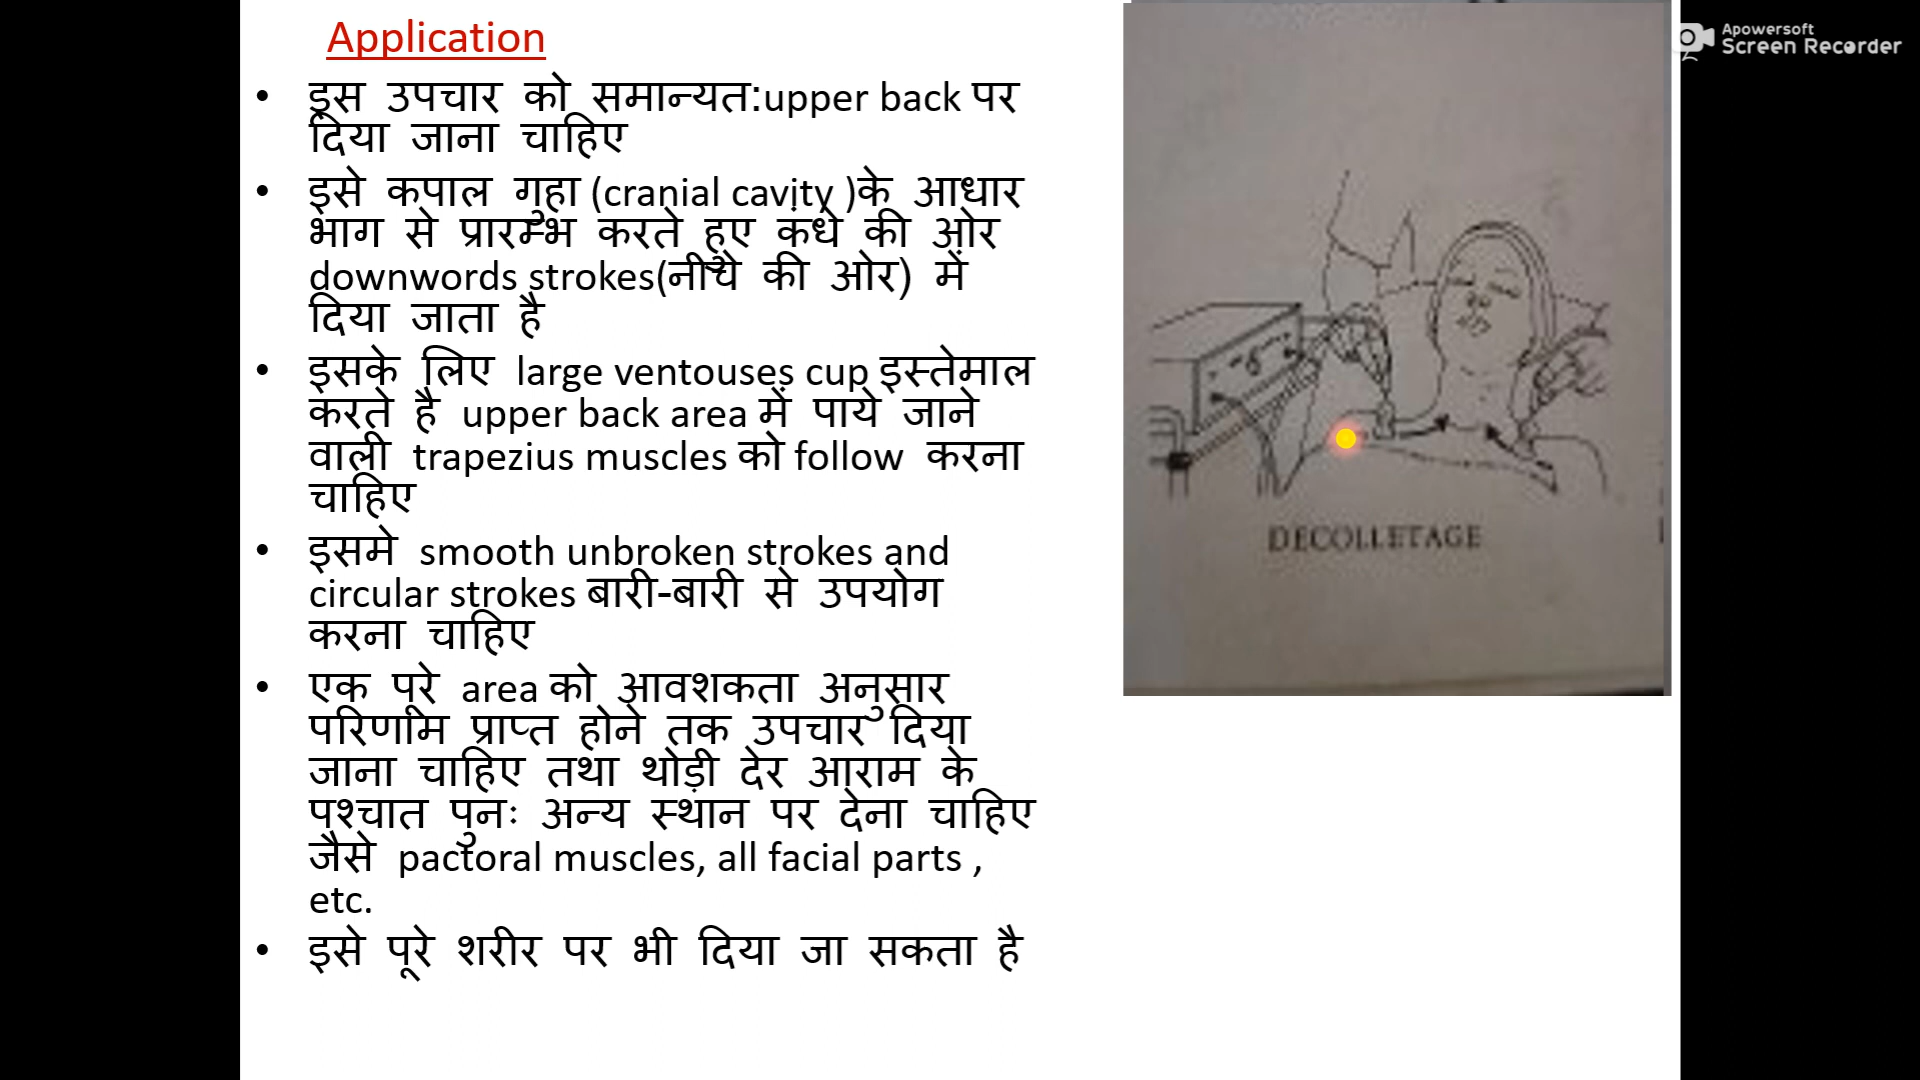 Application
• इस उपचार को समान्यत:upper back पर
दिया जाना चाहिए
• इसे कपाल गुहा (cranial cavity )के आधार
भाग से प्रारम्भ करते हुए कंधे की ओर
downwords strokes(नीचे की ओर) में
दिया जाता है
• इसके लिए large ventouses cup इस्तेमाल
करते है upper back area में पाये जाने
वाली trapezius muscles को follow करना
चाहिए
• इसमे smooth unbroken strokes and
circular strokes बारी-बारी से उपयोग
करना चाहिए
• एक पूरे area को आवशकता अनुसार
परिणाम प्राप्त होने तक उपचार दिया
जाना चाहिए तथा थोड़ी देर आराम के
पश्चात पुनः अन्य स्थान पर देना चाहिए
जैसे pactoral muscles, all facial parts ,
etc.
• इसे पूरे शरीर पर भी दिया जा सकता है
DECOLLETAGE
Apowersoft
Screen Recorder